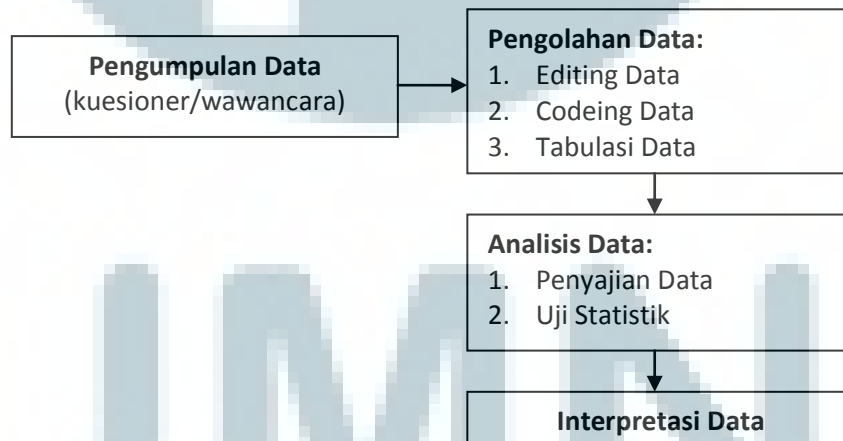 Pengumpulan Data
(kuesioner/wawancara)
Pengolahan Data:
1. Editing Data
2. Codeing Data
3. Tabulasi Data
Analisis Data:
1. Penyajian Data
2. Uji Statistik
Interpretasi Data